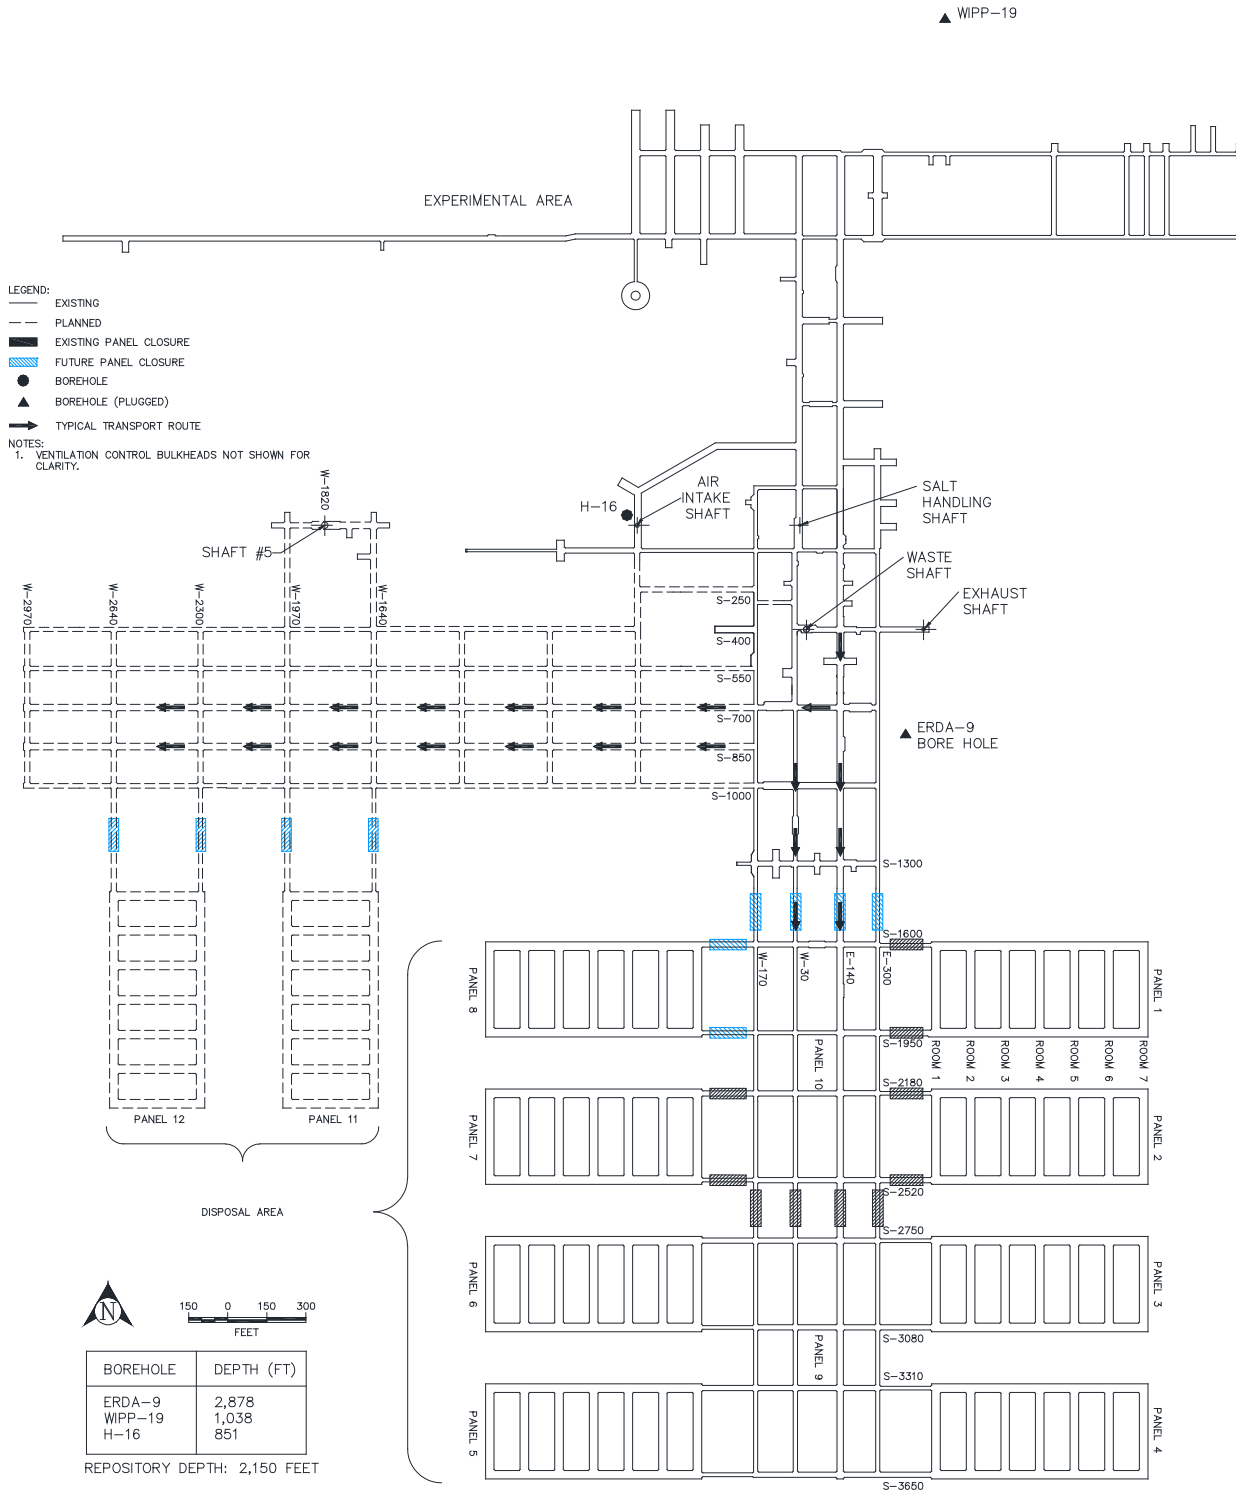 WIPP-19
EXPERIMENTAL AREA
LEGEND:
EXISTING
PLANNED
EXISTING PANEL CLOSURE
FUTURE PANEL CLOSURE
BOREHOLE
BOREHOLE (PLUGGED)
TYPICAL TRANSPORT ROUTE
NOTES:
1. VENTILATION CONTROL BULKHEADS NOT SHOWN FOR
CLARITY.
W-1820
SHAFT #5
H-16
AIR
INTAKE
SHAFT
SALT
HANDLING
SHAFT
WASTE
SHAFT
EXHAUST
SHAFT
W-2970
W-2640
W-2300
W-1970
W-1640
S-250
S-400
S-550
S-700
S-850
S-1000
ERDA-9
BORE HOLE
S-1300
S-1600
W-170
W-30
E-140
E-300
PANEL 8
PANEL 1
S-1950
PANEL 10
ROOM 1
ROOM 2
ROOM 3
ROOM 4
ROOM 5
ROOM 6
ROOM 7
S-2180
PANEL 12
PANEL 11
PANEL 7
PANEL 2
S-2520
DISPOSAL AREA
S-2750
PANEL 6
PANEL 3
S-3080
PANEL 9
S-3310
PANEL 5
PANEL 4
S-3650
N
150 0 150 300
FEET
BOREHOLE DEPTH (FT)
ERDA-9 2,878
WIPP-19 1,038
H-16 851
REPOSITORY DEPTH: 2,150 FEET